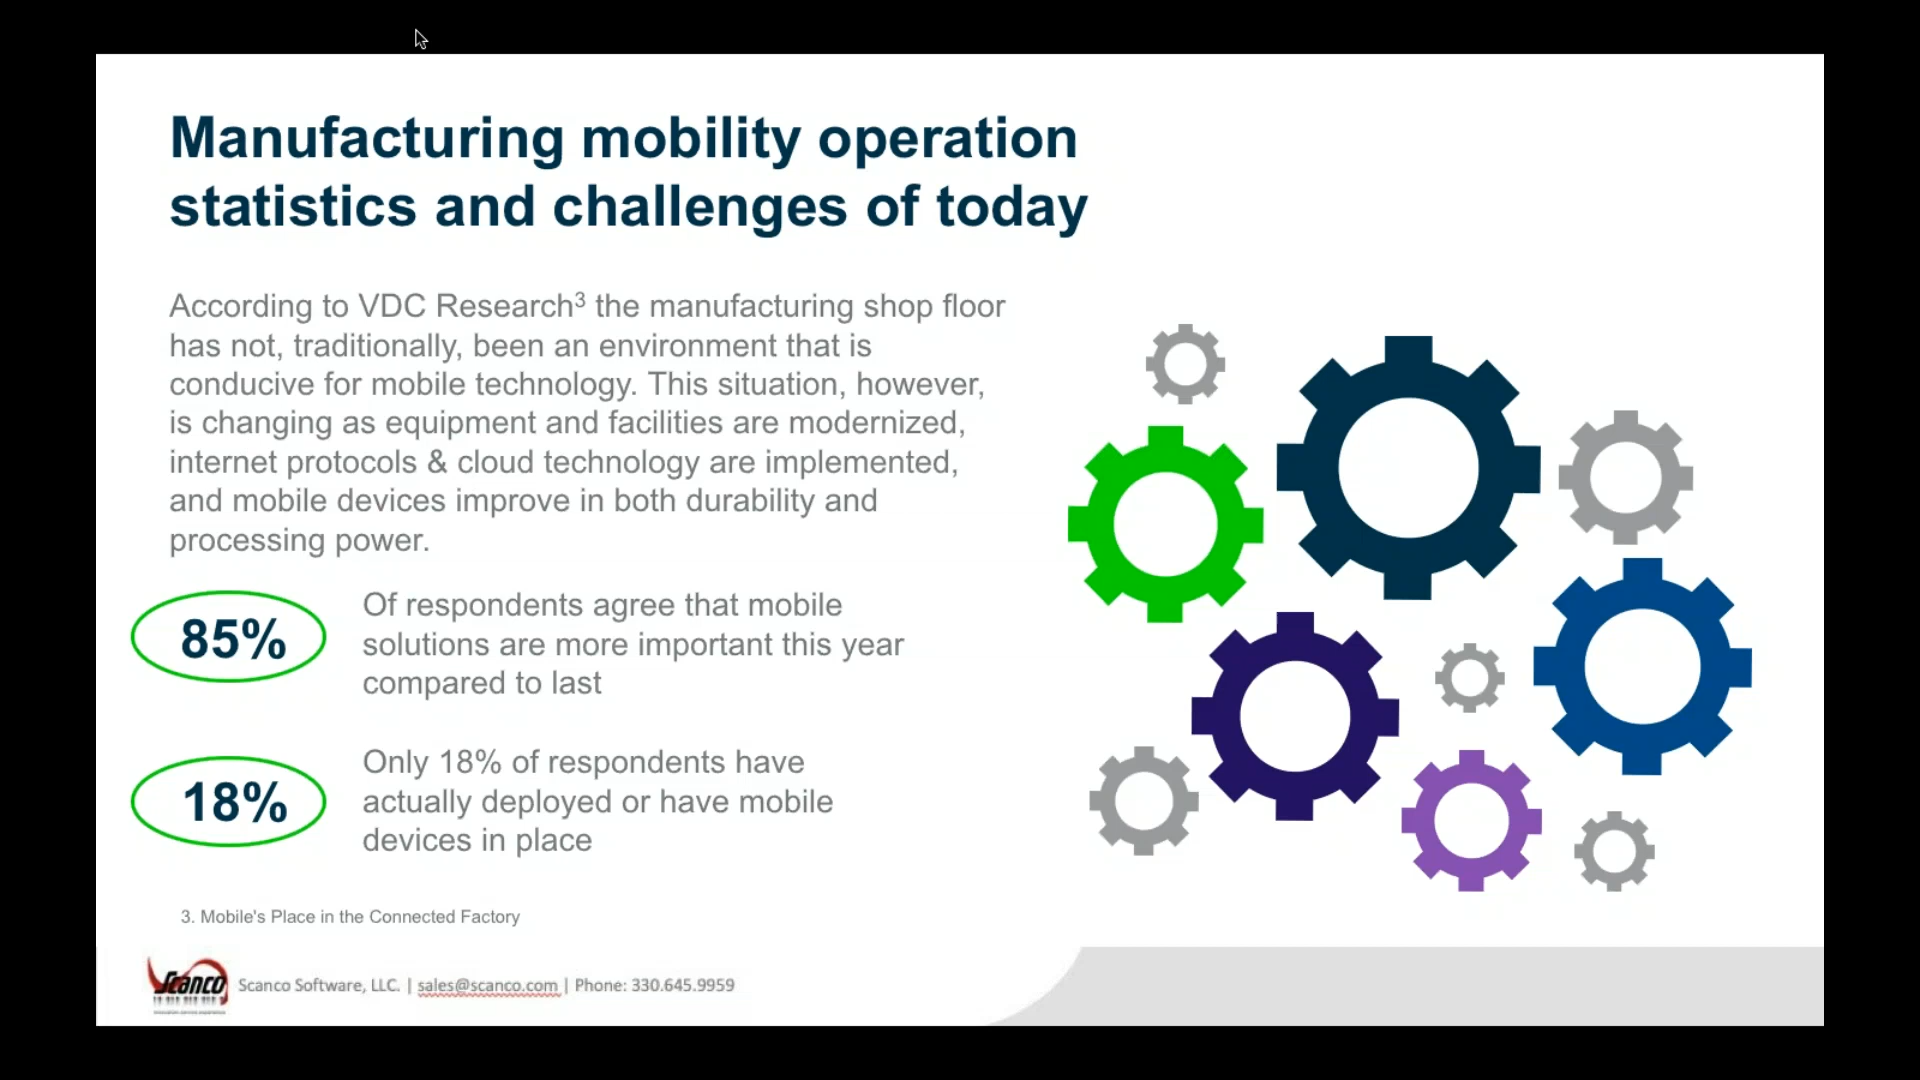 Manufacturing mobility operation
statistics and challenges of today
According to VDC Research³ the manufacturing shop floor
has not, traditionally, been an environment that is
conducive for mobile technology. This situation, however,
is changing as equipment and facilities are modernized,
internet protocols & cloud technology are implemented,
and mobile devices improve in both durability and
processing power.
85%
Of respondents agree that mobile
solutions are more important this year
compared to last
18%
Only 18% of respondents have
actually deployed or have mobile
devices in place
3. Mobile's Place in the Connected Factory
Scanco
Scanco Software, LLC. | sales@scanco.com | Phone: 330.645.9959